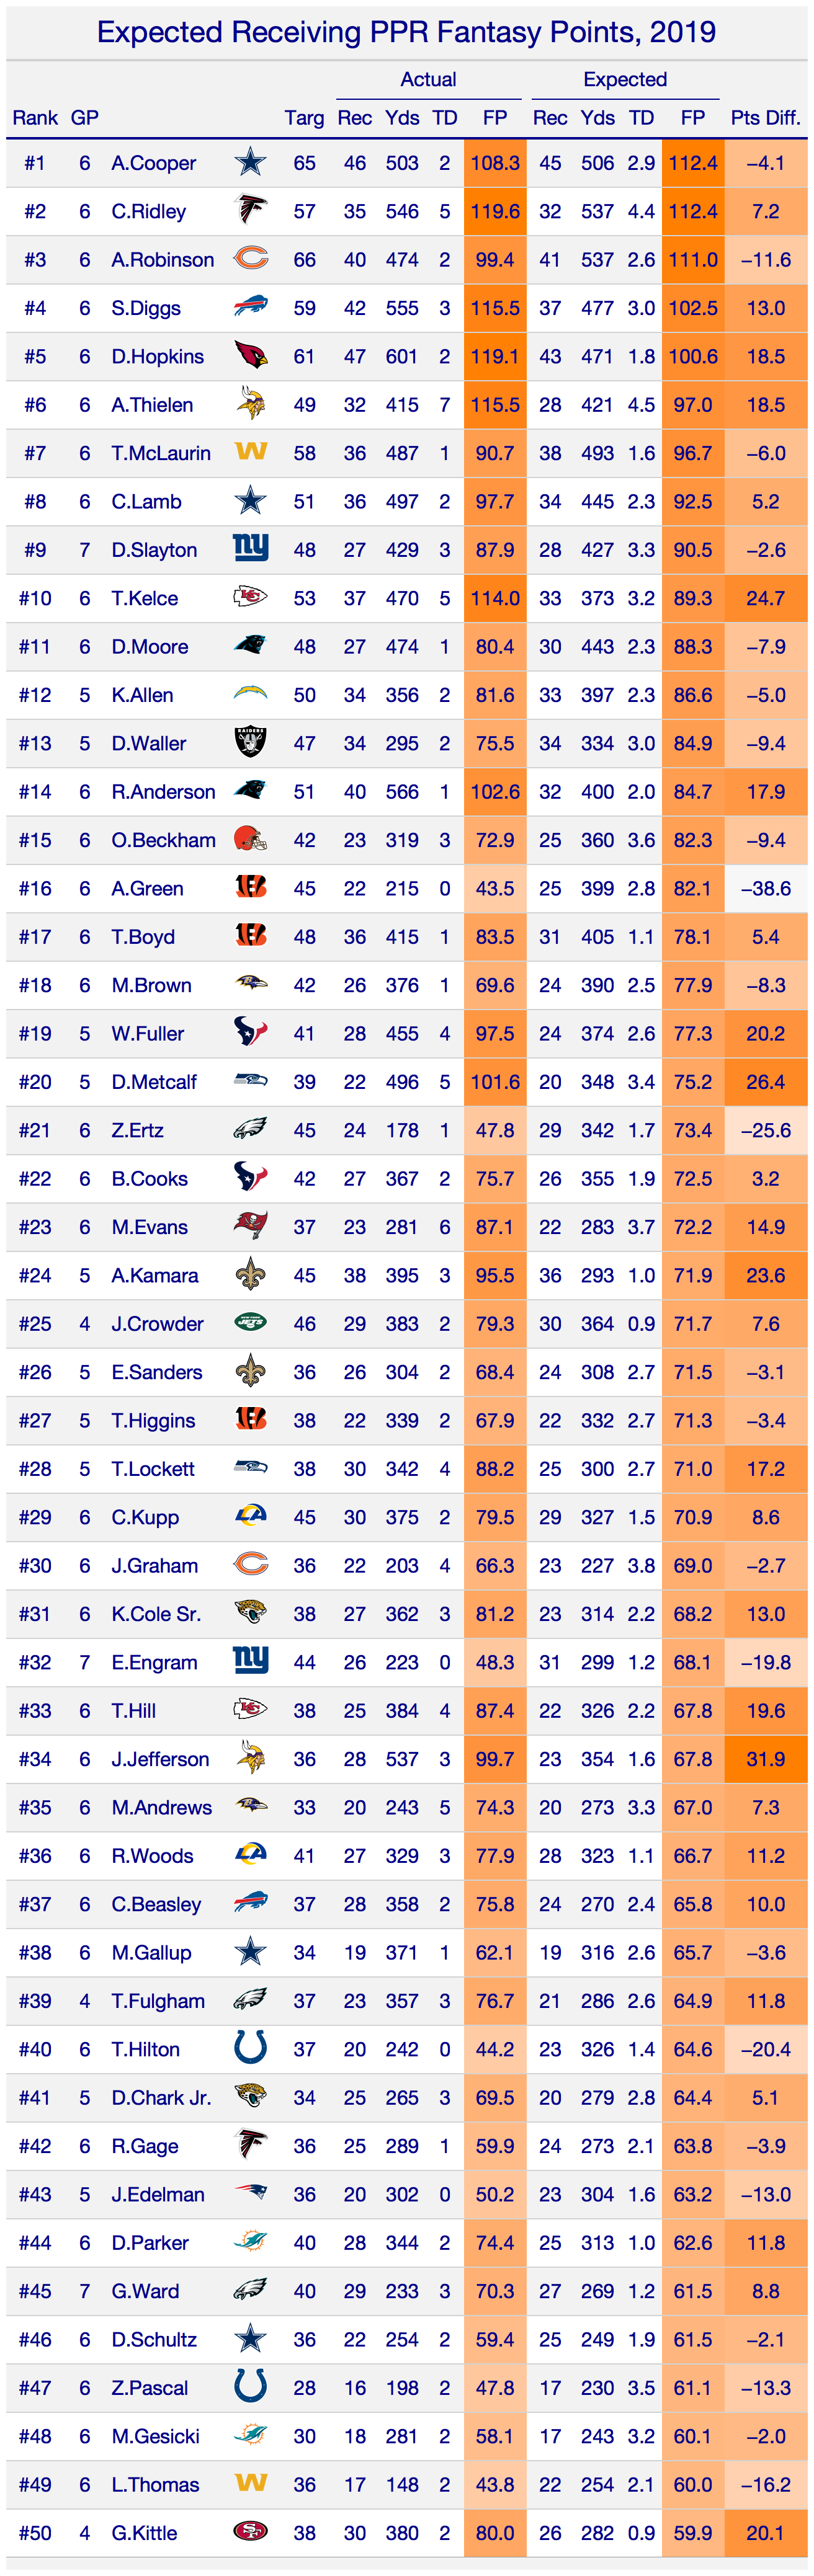 Expected Receiving PPR Fantasy Points, 2019
Actual Expected
Rank GP Targ Rec Yds TD FP Rec Yds TD FP Pts Diff.
#1 6 A.Cooper 65 46 503 2 108.3 45 506 2.9 112.4 −4.1
#2 6 C.Ridley 57 35 546 5 119.6 32 537 4.4 112.4 7.2
#3 6 A.Robinson 66 40 474 2 99.4 41 537 2.6 111.0 −11.6
#4 6 S.Diggs 59 42 555 3 115.5 37 477 3.0 102.5 13.0
#5 6 D.Hopkins 61 47 601 2 119.1 43 471 1.8 100.6 18.5
#6 6 A.Thielen 49 32 415 7 115.5 28 421 4.5 97.0 18.5
#7 6 T.McLaurin W 58 36 487 1 90.7 38 493 1.6 96.7 −6.0
#8 6 C.Lamb 51 36 497 2 97.7 34 445 2.3 92.5 5.2
#9 7 D.Slayton ny 48 27 429 3 87.9 28 427 3.3 90.5 −2.6
#10 6 T.Kelce KC 53 37 470 5 114.0 33 373 3.2 89.3 24.7
#11 6 D.Moore 48 27 474 1 80.4 30 443 2.3 88.3 −7.9
#12 5 K.Allen 50 34 356 2 81.6 33 397 2.3 86.6 −5.0
#13 5 D.Waller RAIDERS 47 34 295 2 75.5 34 334 3.0 84.9 −9.4
#14 6 R.Anderson 51 40 566 1 102.6 32 400 2.0 84.7 17.9
#15 6 O.Beckham 42 23 319 3 72.9 25 360 3.6 82.3 −9.4
#16 6 A.Green 45 22 215 0 43.5 25 399 2.8 82.1 −38.6
#17 6 T.Boyd 48 36 415 1 83.5 31 405 1.1 78.1 5.4
#18 6 M.Brown 42 26 376 1 69.6 24 390 2.5 77.9 −8.3
#19 5 W.Fuller 41 28 455 4 97.5 24 374 2.6 77.3 20.2
#20 5 D.Metcalf 39 22 496 5 101.6 20 348 3.4 75.2 26.4
#21 6 Z.Ertz 45 24 178 1 47.8 29 342 1.7 73.4 −25.6
#22 6 B.Cooks 42 27 367 2 75.7 26 355 1.9 72.5 3.2
#23 6 M.Evans 37 23 281 6 87.1 22 283 3.7 72.2 14.9
#24 5 A.Kamara 45 38 395 3 95.5 36 293 1.0 71.9 23.6
#25 4 J.Crowder JETS 46 29 383 2 79.3 30 364 0.9 71.7 7.6
#26 5 E.Sanders 36 26 304 2 68.4 24 308 2.7 71.5 −3.1
#27 5 T.Higgins 38 22 339 2 67.9 22 332 2.7 71.3 −3.4
#28 5 T.Lockett 38 30 342 4 88.2 25 300 2.7 71.0 17.2
#29 6 C.Kupp LA 45 30 375 2 79.5 29 327 1.5 70.9 8.6
#30 6 J.Graham 36 22 203 4 66.3 23 227 3.8 69.0 −2.7
#31 6 K.Cole Sr. 38 27 362 3 81.2 23 314 2.2 68.2 13.0
#32 7 E.Engram ny 44 26 223 0 48.3 31 299 1.2 68.1 −19.8
#33 6 T.Hill KC 38 25 384 4 87.4 22 326 2.2 67.8 19.6
#34 6 J.Jefferson 36 28 537 3 99.7 23 354 1.6 67.8 31.9
#35 6 M.Andrews 33 20 243 5 74.3 20 273 3.3 67.0 7.3
#36 6 R.Woods LA 41 27 329 3 77.9 28 323 1.1 66.7 11.2
#37 6 C.Beasley 37 28 358 2 75.8 24 270 2.4 65.8 10.0
#38 6 M.Gallup 34 19 371 1 62.1 19 316 2.6 65.7 −3.6
#39 4 T.Fulgham 37 23 357 3 76.7 21 286 2.6 64.9 11.8
#40 6 T.Hilton 37 20 242 0 44.2 23 326 1.4 64.6 −20.4
#41 5 D.Chark Jr. 34 25 265 3 69.5 20 279 2.8 64.4 5.1
#42 6 R.Gage 36 25 289 1 59.9 24 273 2.1 63.8 −3.9
#43 5 J.Edelman 36 20 302 0 50.2 23 304 1.6 63.2 −13.0
#44 6 D.Parker 40 28 344 2 74.4 25 313 1.0 62.6 11.8
#45 7 G.Ward 40 29 233 3 70.3 27 269 1.2 61.5 8.8
#46 6 D.Schultz 36 22 254 2 59.4 25 249 1.9 61.5 −2.1
#47 6 Z.Pascal 28 16 198 2 47.8 17 230 3.5 61.1 −13.3
#48 6 M.Gesicki 30 18 281 2 58.1 17 243 3.2 60.1 −2.0
#49 6 L.Thomas W 36 17 148 2 43.8 22 254 2.1 60.0 −16.2
#50 4 G.Kittle SF 38 30 380 2 80.0 26 282 0.9 59.9 20.1